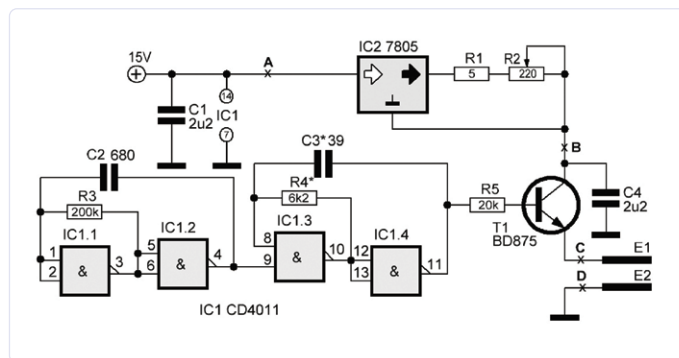 IC2 7805
15V
A
R1
5
R2
220
14
IC1
7
C1
2u2
B
C3* 39
C2 680
R4*
6k2
R3
200k
R5
20k
T1
BD875
C4
2u2
IC1.1
IC1.2
IC1.3
IC1.4
1
2
&
3
5
6
&
4
8
9
&
10
12
13
&
11
C
E1
D
E2
IC1 CD4011